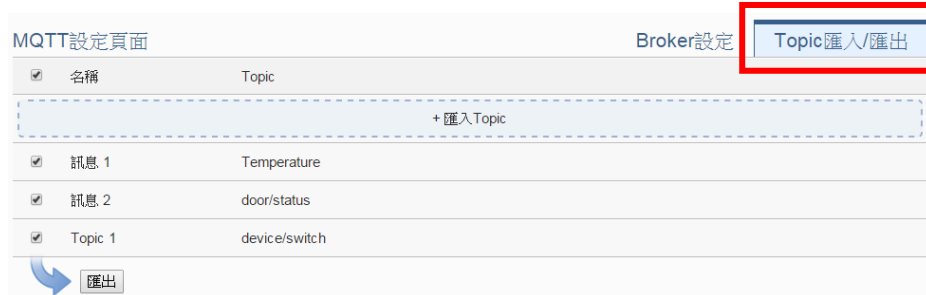 MQTT設定頁面 Broker設定 Topic匯入/匯出
名稱 Topic
+ 匯入Topic
訊息 1 Temperature
訊息 2 door/status
Topic 1 device/switch
匯出